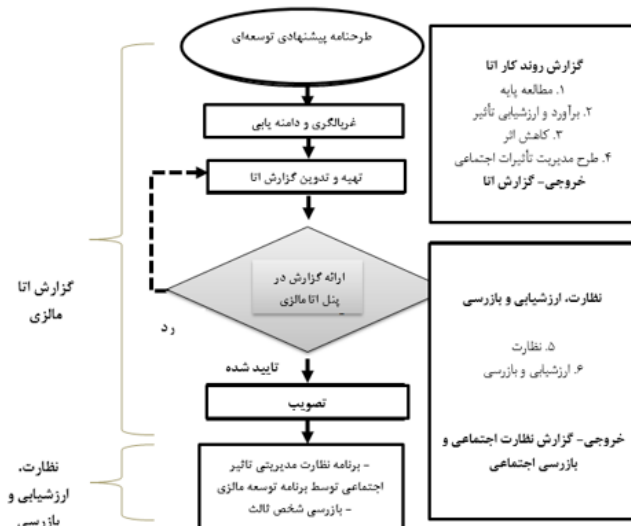 طرحنامه پیشنهادی توسعه‌ای
غربالگری و دامنه یابی
تهیه و تدوین گزارش اتا
ارائه گزارش در
پنل اتا مالزی
رد
تایید شده
تصویب
- برنامه نظارت مدیریتی تاثیر
اجتماعی توسط برنامه توسعه مالزی
- بازرسی شخص ثالث
گزارش روند کار اتا
۱. مطالعه پایه
۲. برآورد و ارزشیابی تأثیر
۳. کاهش اثر
۴. طرح مدیریت تأثیرات اجتماعی
خروجی- گزارش اتا
نظارت، ارزشیابی و بازرسی
۵. نظارت
۶. ارزشیابی و بازرسی
خروجی- گزارش نظارت اجتماعی و
بازرسی اجتماعی
گزارش اتا
مالزی
نظارت،
ارزشیابی و
بازرسی